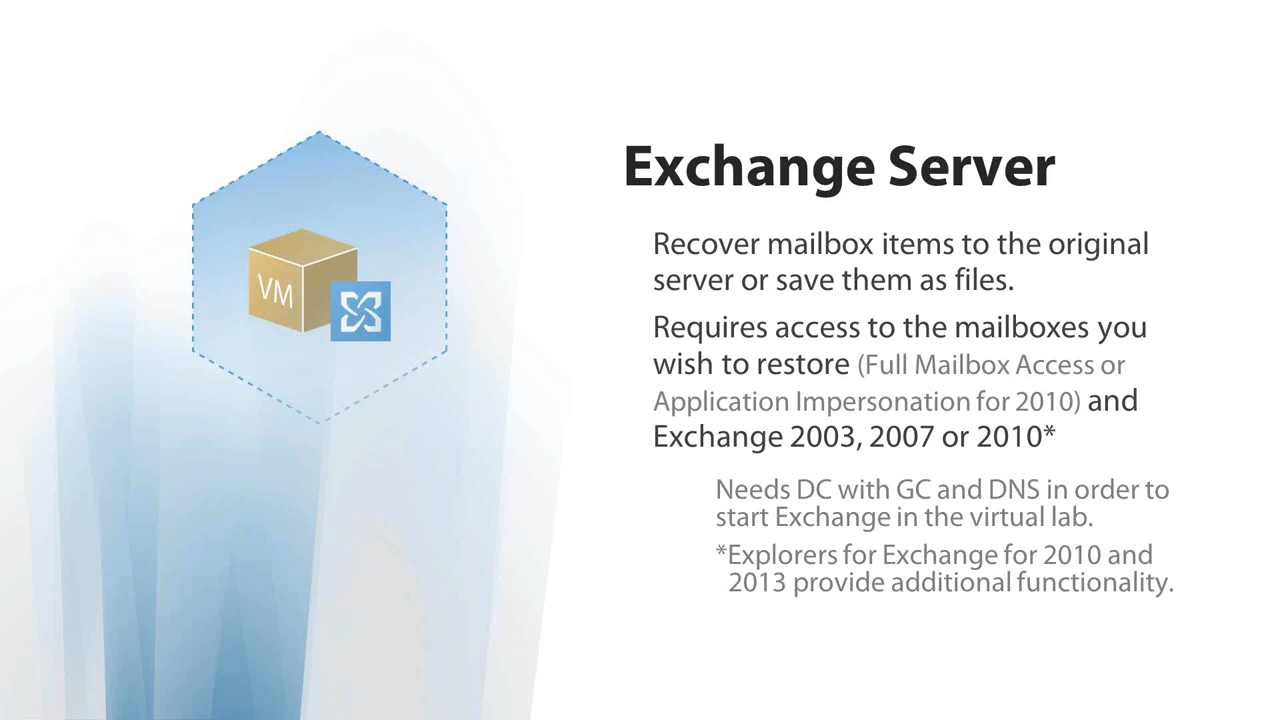 VM
Exchange Server
Recover mailbox items to the original
server or save them as files.
Requires access to the mailboxes you
wish to restore (Full Mailbox Access or
Application Impersonation for 2010) and
Exchange 2003, 2007 or 2010*
Needs DC with GC and DNS in order to
start Exchange in the virtual lab.
*Explorers for Exchange for 2010 and
2013 provide additional functionality.